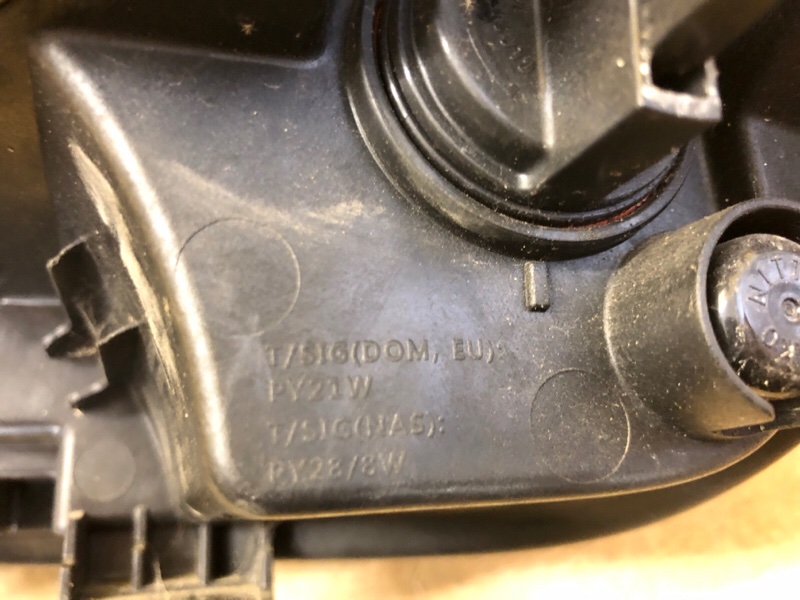 T/SIG(DOM, EU):
PY21W
T/SIG(NAS):
PY28/8W